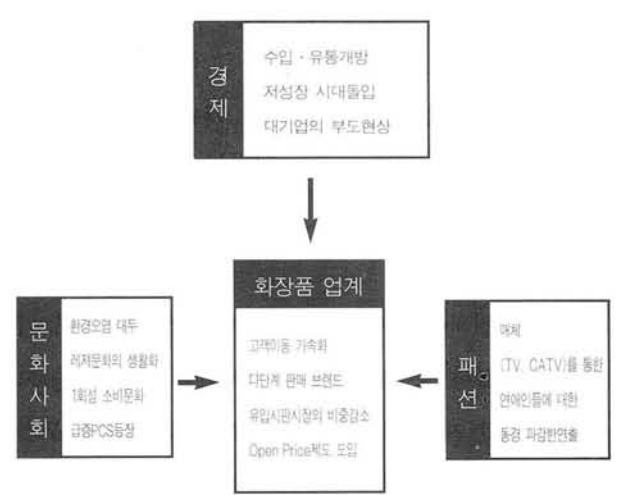 경제
수입 · 유통개방
저성장 시대돌입
대기업의 부도현상
문화사회
환경오염 대두
레저문화의 생활화
1회성 소비문화
급증PCS등장
화장품 업계
고객이동 가속화
다단계 판매 브랜드
유입시판시장의 비중감소
Open Price제도 도입
패션
매체
(TV, CATV)를 통한
연예인들에 대한
동경